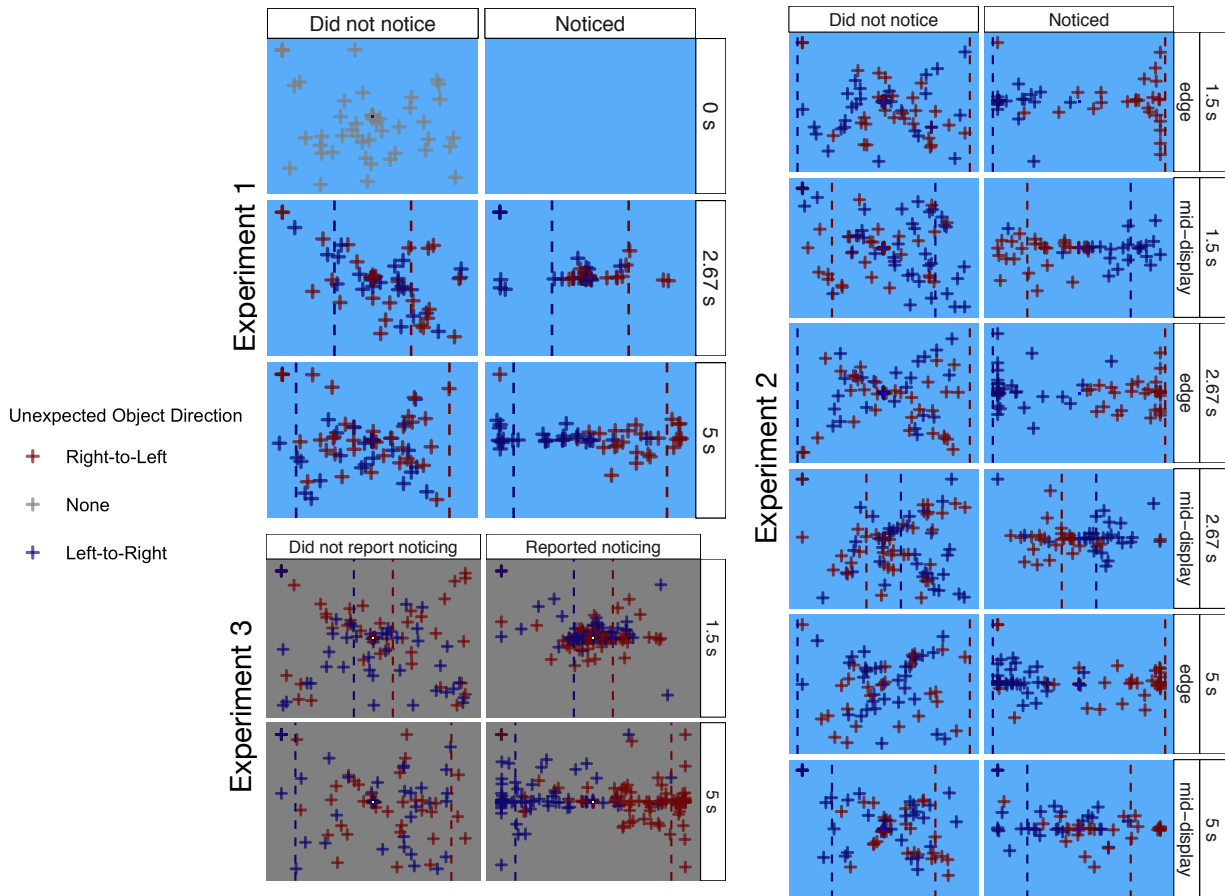 Did not notice
Noticed
0 s
2.67 s
5 s
Experiment 1
Unexpected Object Direction
Right-to-Left
None
Left-to-Right
Did not report noticing
Reported noticing
1.5 s
5 s
Experiment 3
Did not notice
Noticed
1.5 s
edge
1.5 s
mid−display
2.67 s
edge
2.67 s
mid−display
5 s
edge
5 s
mid−display
Experiment 2